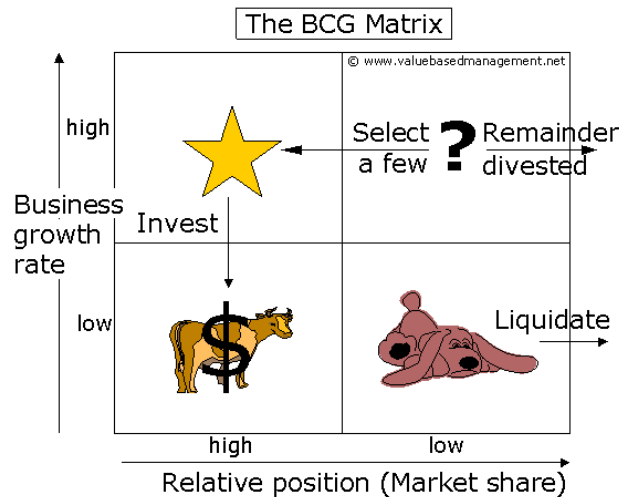 The BCG Matrix
© www.valuebasedmanagement.net
high
Select
a few
?
Remainder
divested
Business
growth
rate
Invest
low
$
Liquidate
high
low
Relative position (Market share)